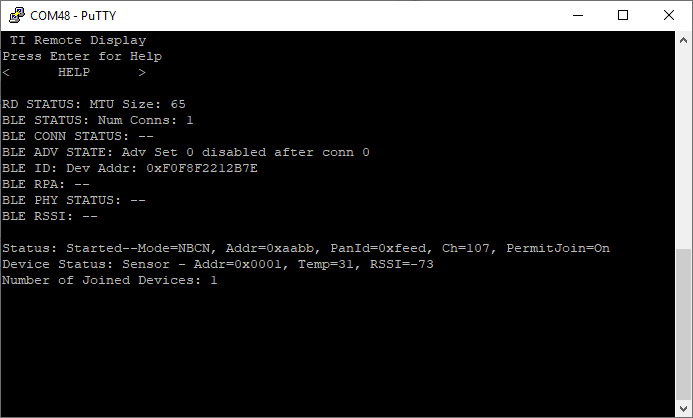 COM48 - PuTTY
TI Remote Display
Press Enter for Help
<      HELP      >
RD STATUS: MTU Size: 65
BLE STATUS: Num Conns: 1
BLE CONN STATUS: --
BLE ADV STATE: Adv Set 0 disabled after conn 0
BLE ID: Dev Addr: 0xF0F8F2212B7E
BLE RPA: --
BLE PHY STATUS: --
BLE RSSI: --
Status: Started--Mode=NBCN, Addr=0xaabb, PanId=0xfeed, Ch=107, PermitJoin=On
Device Status: Sensor - Addr=0x0001, Temp=31, RSSI=-73
Number of Joined Devices: 1